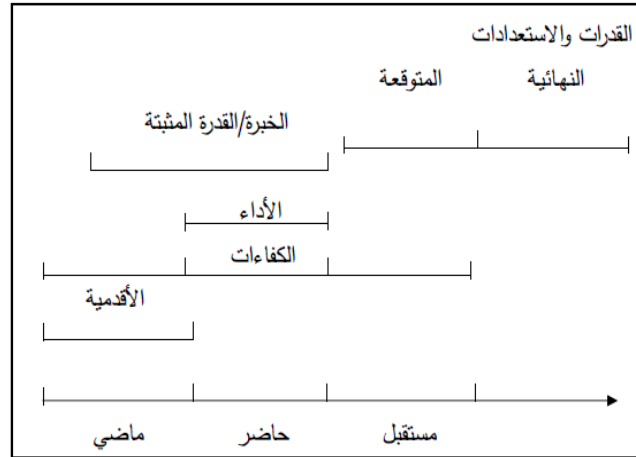 القدرات والاستعدادات
المتوقعة
النهائية
الخبرة/القدرة المثبتة
الأداء
الكفاءات
الأقدمية
ماضي
حاضر
مستقبل